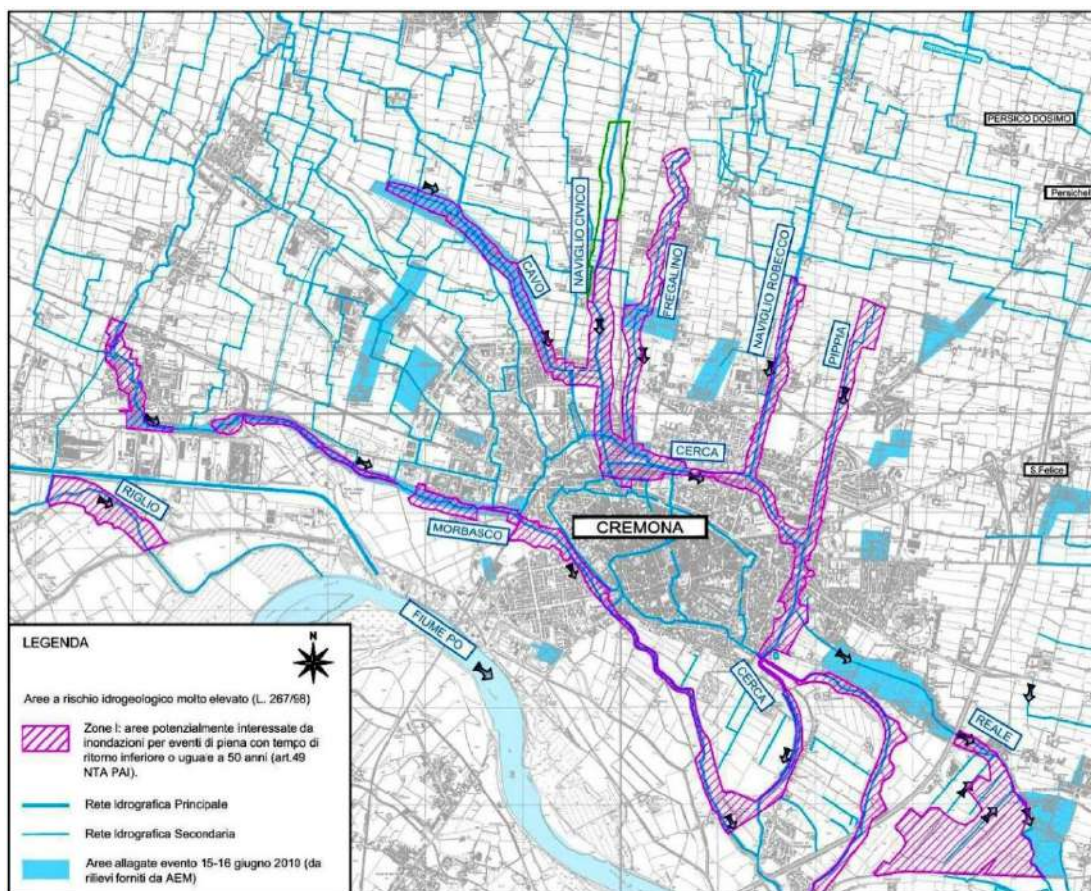 PERSICO DOSIMO
NAVIGLIO CIVICO
CAVO
FREGALINO
NAVIGLIO ROBECCO
PIPPIA
CERCA
S.Felice
RIGLIO
MORBASCO
CREMONA
FIUME PO
CERCA
REALE
LEGENDA
N
Aree a rischio idrogeologico molto elevato (L. 267/98)
Zone I: aree potenzialmente interessate da
inondazioni per eventi di piena con tempo di
ritorno inferiore o uguale a 50 anni (art.49
NTA PAI).
Rete Idrografica Principale
Rete Idrografica Secondaria
Aree allagate evento 15-16 giugno 2010 (da
rilievi forniti da AEM)